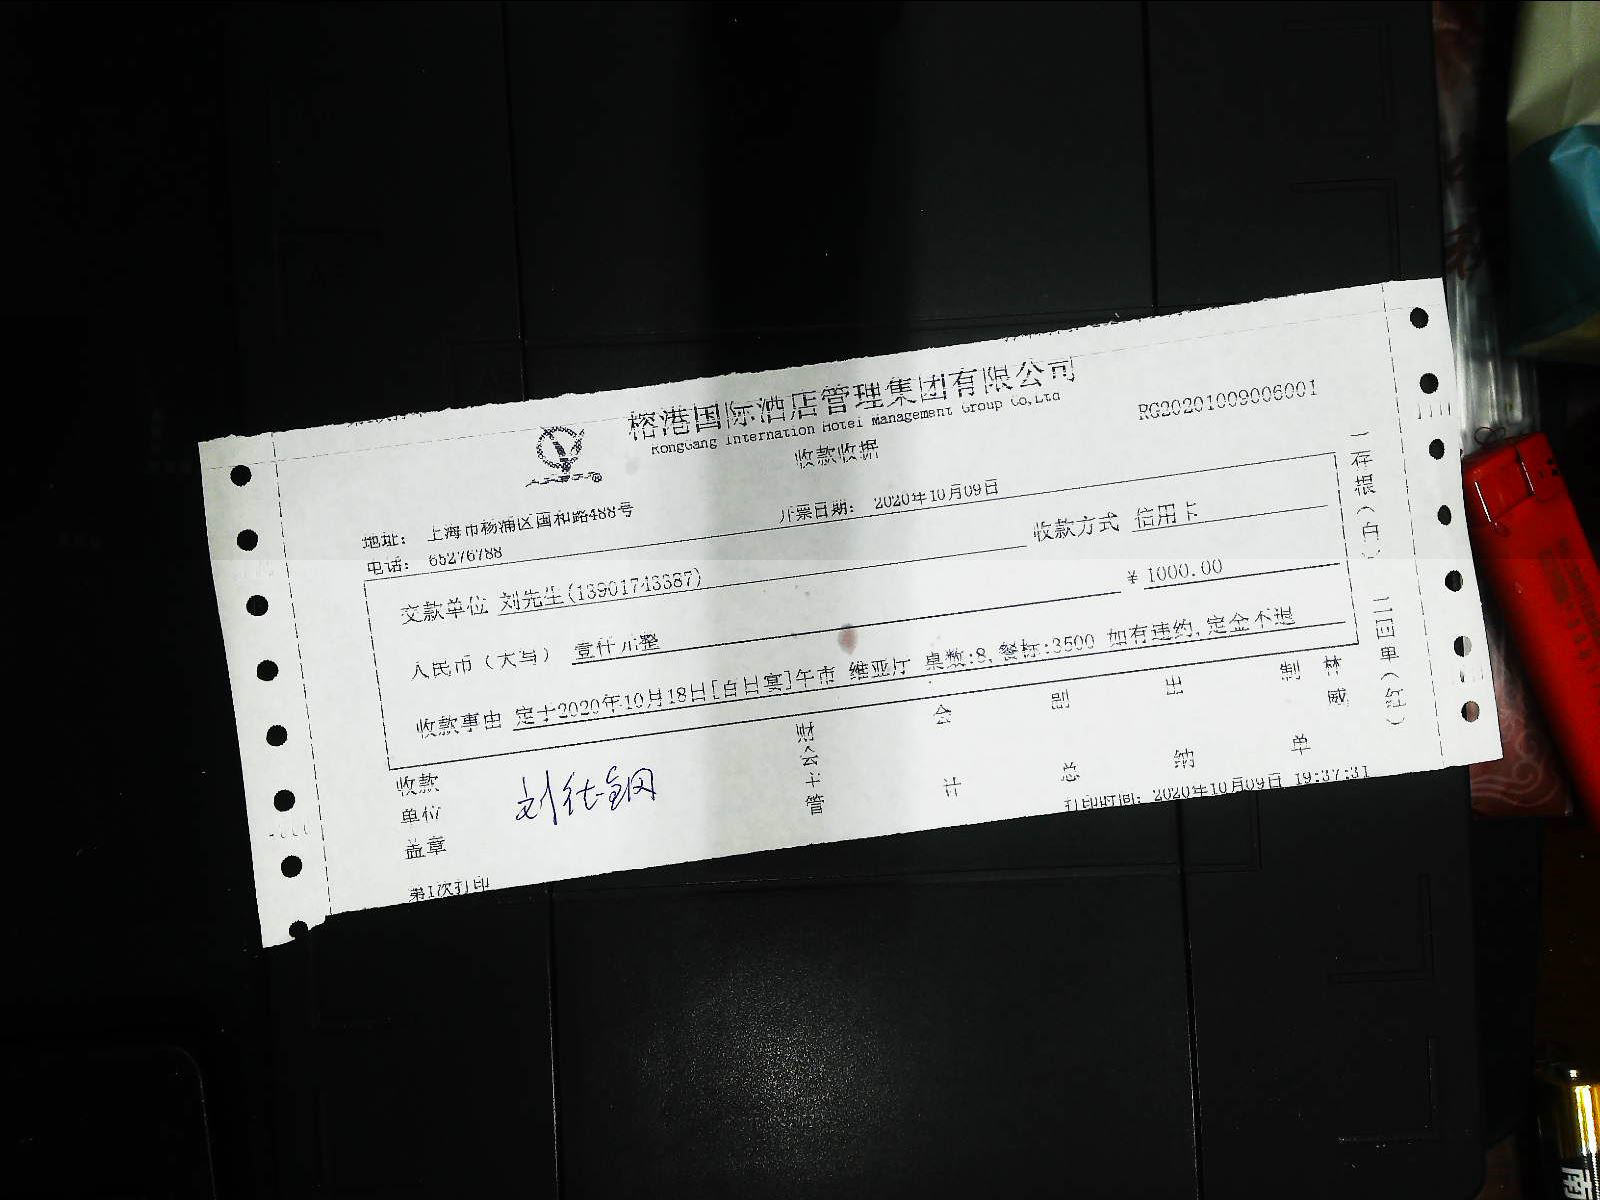 榕港国际酒店管理集团有限公司
RongGang Internation Hotel Management Group Co,Ltd
RG20201009006001
收款收据
地址： 上海市杨浦区国和路488号
开票日期： 2020年10月09日
电话： 65276788
收款方式 信用卡
交款单位 刘先生(13901743387)
¥ 1000.00
人民币（大写） 壹仟元整
收款事由 定于2020年10月18日[白日宴]午市 维亚厅 桌数:8,餐标:3500 如有违约,定金不退
收款单位盖章
财会主管
会计
副总
出纳
制单
林威
打印时间: 2020年10月09日 19:37:31
第1次打印
一存根（白）
二回单（红）